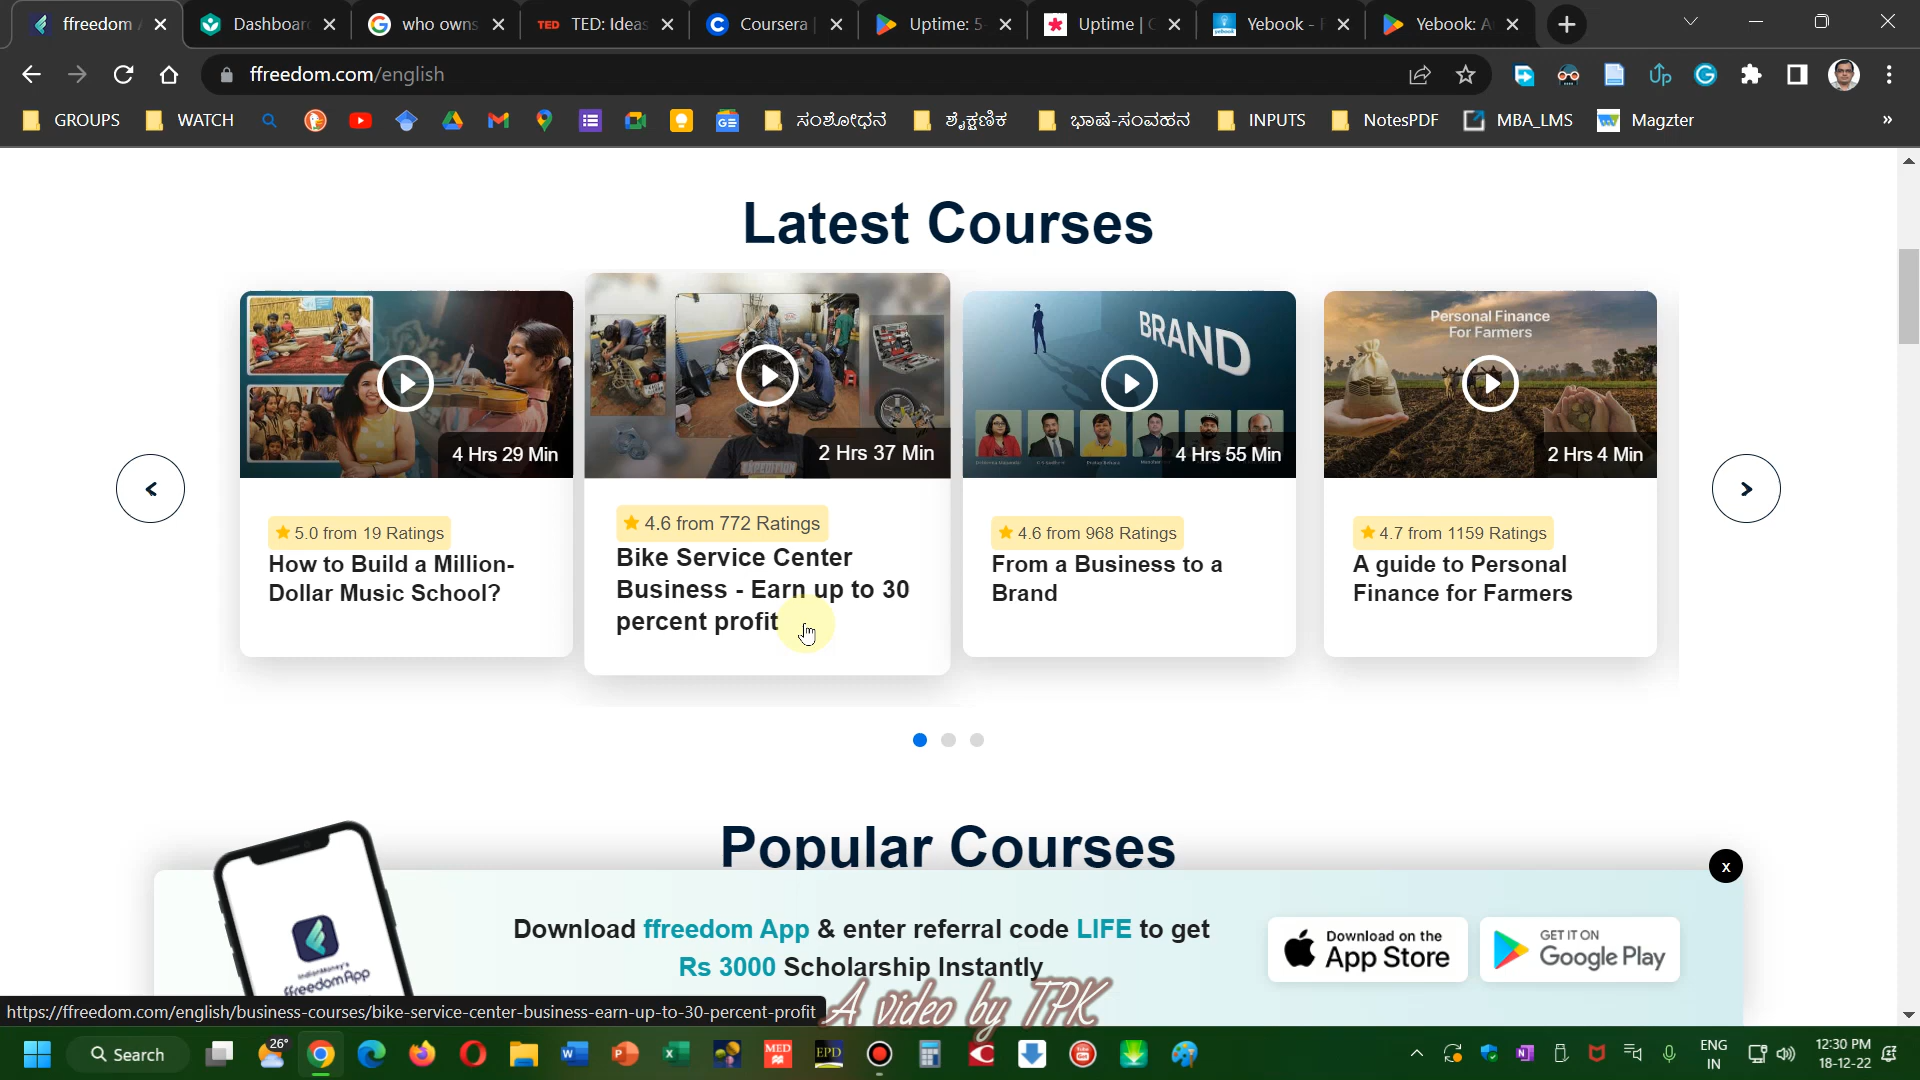 ffreedom
Dashboar
who owns
TED TED: Ideas
Coursera
Uptime: 5-
Uptime | C
Yebook -
Yebook: A
ffreedom.com/english
GROUPS
WATCH
ಸಂಶೋಧನೆ
ಶೈಕ್ಷಣಿಕ
ಭಾಷೆ-ಸಂವಹನ
INPUTS
NotesPDF
MBA_LMS
Magzter
»
Latest Courses
Personal Finance
For Farmers
BRAND
EXPEDITION
4 Hrs 29 Min
2 Hrs 37 Min
4 Hrs 55 Min
2 Hrs 4 Min
5.0 from 19 Ratings
How to Build a Million-
Dollar Music School?
4.6 from 772 Ratings
Bike Service Center
Business - Earn up to 30
percent profit
4.6 from 968 Ratings
From a Business to a
Brand
4.7 from 1159 Ratings
A guide to Personal
Finance for Farmers
Popular Courses
x
IndianMoney's
ffreedom App
Download ffreedom App & enter referral code LIFE to get
Rs 3000 Scholarship Instantly
Download on the
App Store
GET IT ON
Google Play
https://ffreedom.com/english/business-courses/bike-service-center-business-earn-up-to-30-percent-profit
A video by TPK
Search
26°
MED
EPD
ENG
IN
12:30 PM
18-12-22